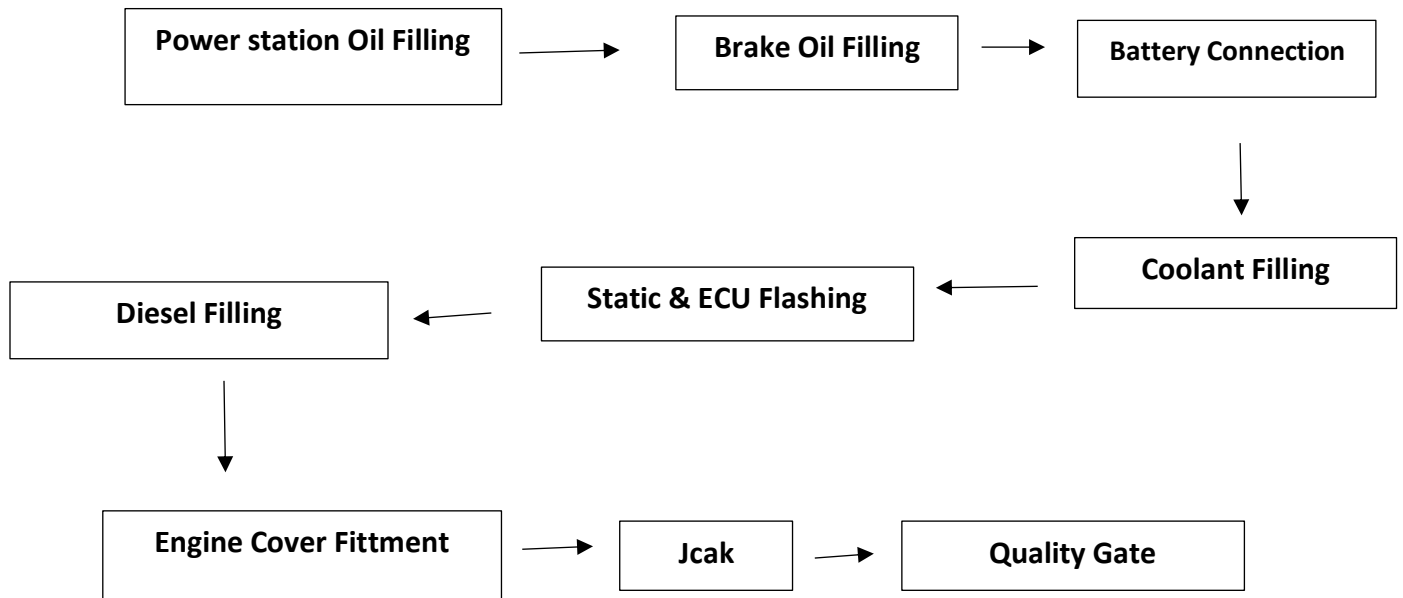 Power station Oil Filling
Brake Oil Filling
Battery Connection
Coolant Filling
Static & ECU Flashing
Diesel Filling
Engine Cover Fittment
Jcak
Quality Gate